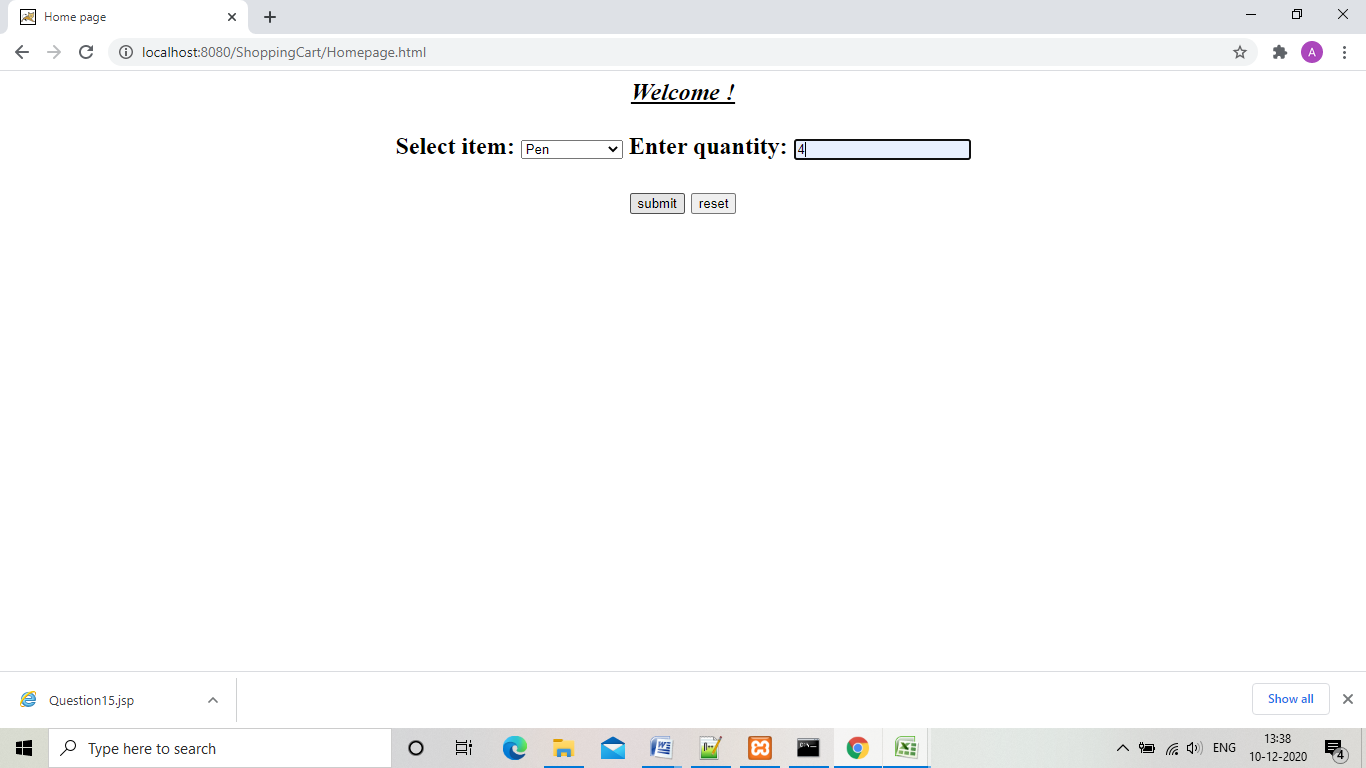 Home page
localhost:8080/ShoppingCart/Homepage.html
A
Welcome !
Select item: Pen Enter quantity: 4
submit reset
Question15.jsp
Show all
Type here to search
ENG
13:38
10-12-2020
4